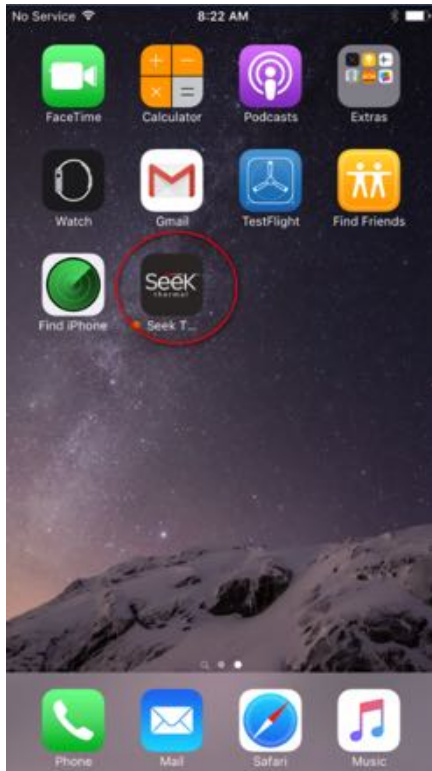 No Service 8:22 AM
FaceTime Calculator Podcasts Extras
Watch Gmail TestFlight Find Friends
Seek
thermal
Find iPhone Seek T...
Phone Mail Safari Music